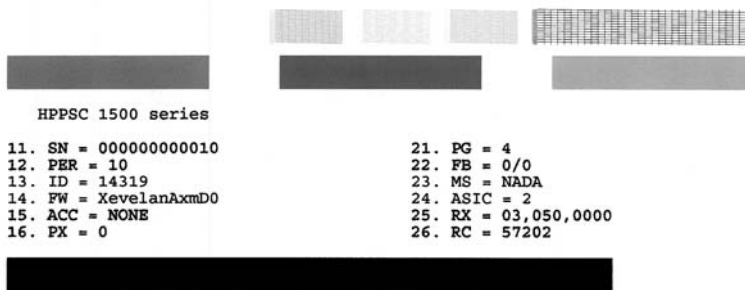 HPPSC 1500 series
11. SN = 000000000010
12. PER = 10
13. ID = 14319
14. FW = XevelanAxmD0
15. ACC = NONE
16. PX = 0
21. PG = 4
22. FB = 0/0
23. MS = NADA
24. ASIC = 2
25. RX = 03,050,0000
26. RC = 57202